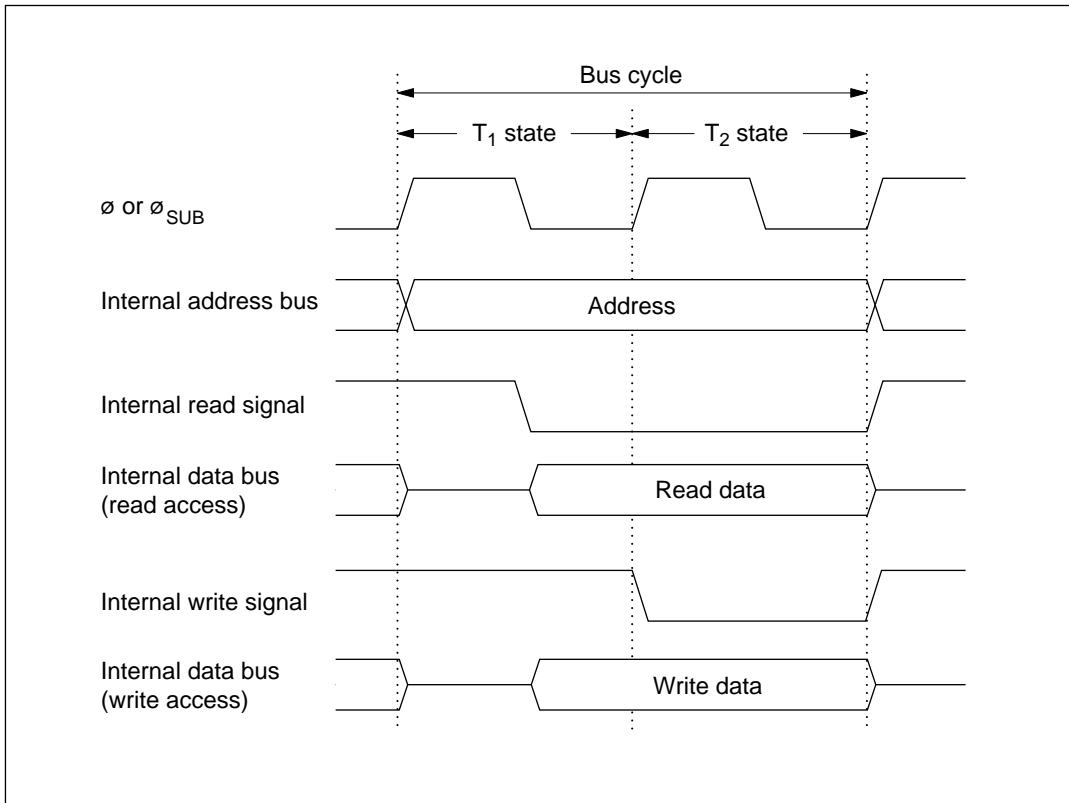 Bus cycle
T₁ state
T₂ state
ø or ø_SUB
Internal address bus
Address
Internal read signal
Internal data bus
(read access)
Read data
Internal write signal
Internal data bus
(write access)
Write data